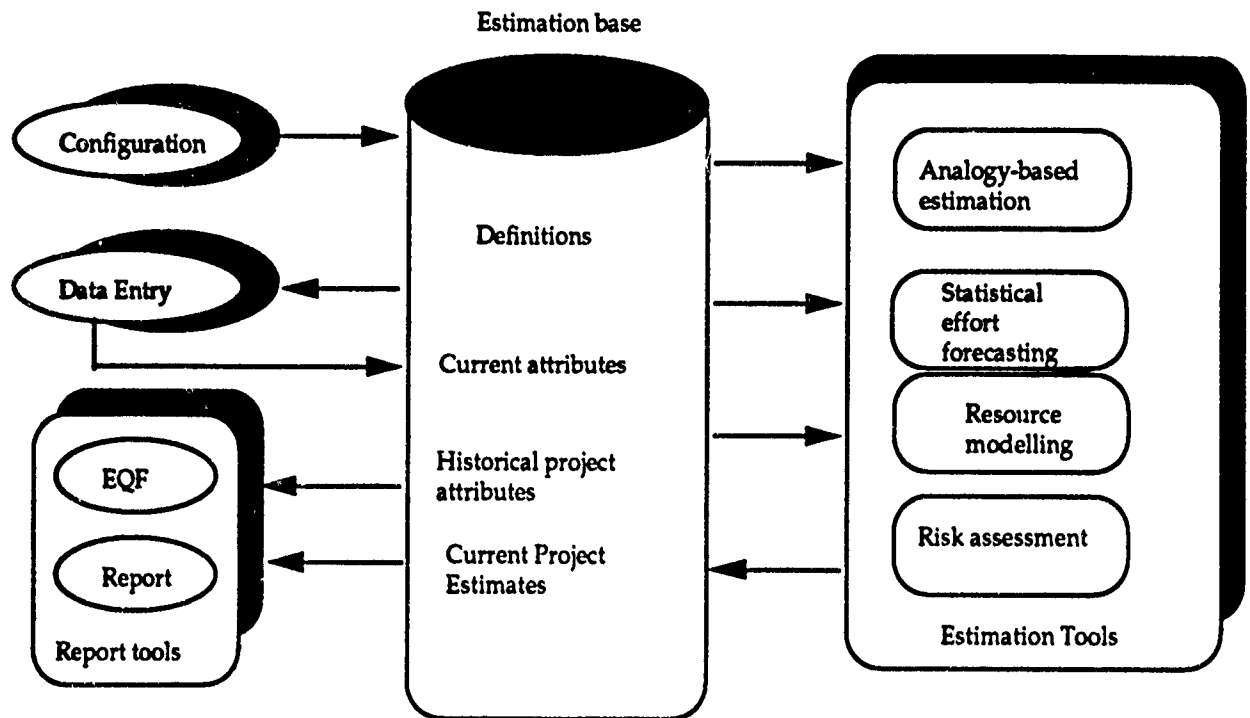 Estimation base
Configuration
Data Entry
EQF
Report
Report tools
Definitions
Current attributes
Historical project
attributes
Current Project
Estimates
Analogy-based
estimation
Statistical
effort
forecasting
Resource
modelling
Risk assessment
Estimation Tools